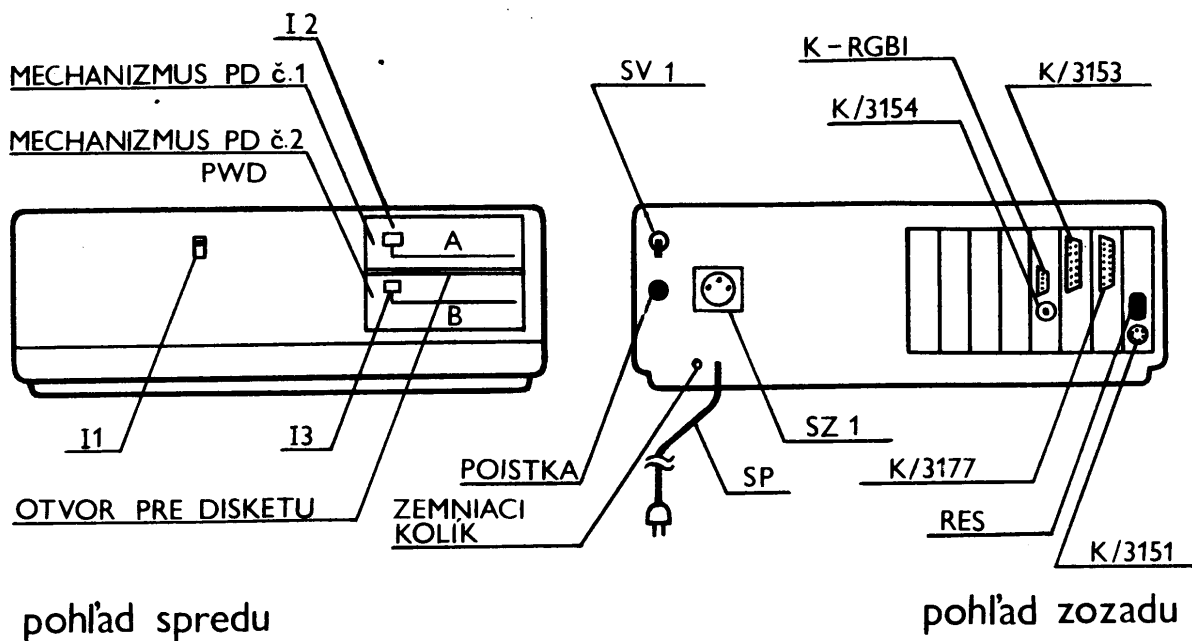 I 2
MECHANIZMUS PD č.1
MECHANIZMUS PD č.2
PWD
A
B
I1
I3
OTVOR PRE DISKETU
pohľad spredu
K-RGBI
SV 1
K/3153
K/3154
POISTKA
ZEMNIACI
KOLÍK
SP
SZ 1
K/3177
RES
K/3151
pohľad zozadu